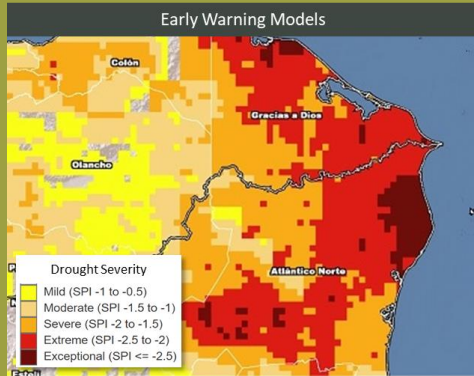 Early Warning Models
Colón
Gracias a Dios
Olancho
Atlántico Norte
Drought Severity
Mild (SPI -1 to -0.5)
Moderate (SPI -1.5 to -1)
Severe (SPI -2 to -1.5)
Extreme (SPI -2.5 to -2)
Exceptional (SPI <= -2.5)
Estelí